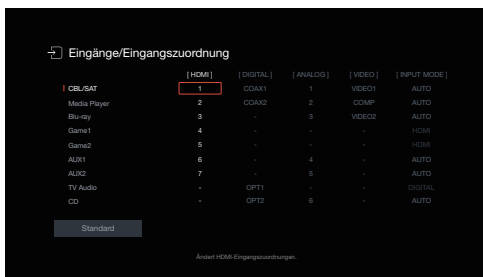 Eingänge/Eingangszuordnung
[ HDMI ] [ DIGITAL ] [ ANALOG ] [ VIDEO ] [ INPUT MODE ]
CBL/SAT 1 COAX1 1 VIDEO1 AUTO
Media Player 2 COAX2 2 COMP AUTO
Blu-ray 3 - 3 VIDEO2 AUTO
Game1 4 - - - HDMI
Game2 5 - - - HDMI
AUX1 6 - 4 - AUTO
AUX2 7 - 5 - AUTO
TV Audio - OPT1 - - DIGITAL
CD - OPT2 6 - AUTO
Standard
Ändert HDMI-Eingangszuordnungen.